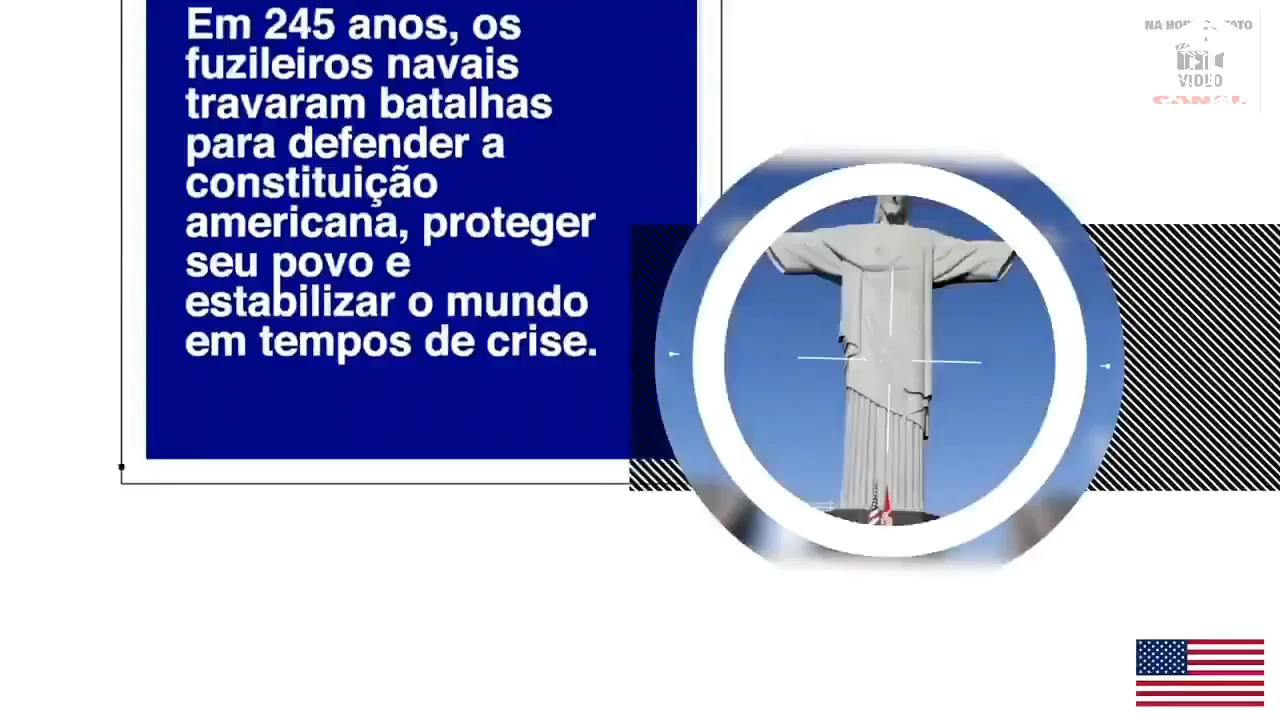 Em 245 anos, os
fuzileiros navais
travaram batalhas
para defender a
constituição
americana, proteger
seu povo e
estabilizar o mundo
em tempos de crise.
NA
VIDEO